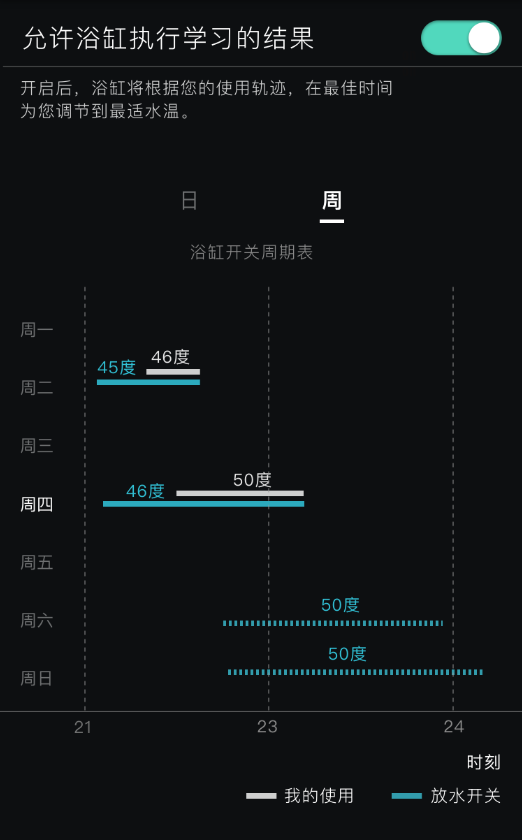 允许浴缸执行学习的结果
开启后，浴缸将根据您的使用轨迹，在最佳时间
为您调节到最适水温。
日 周
浴缸开关周期表
周一
45度 46度
周二
周三
46度 50度
周四
周五
50度
周六
50度
周日
21 23 24
时刻
我的使用 放水开关